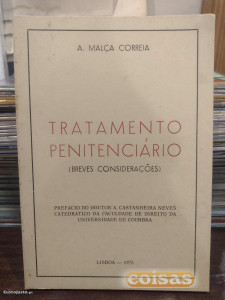 A. MALÇA CORREIA
TRATAMENTO
PENITENCIÁRIO
(BREVES CONSIDERAÇÕES)
PREFÁCIO DO DOUTOR A. CASTANHEIRA NEVES
CATEDRÁTICO DA FACULDADE DE DIREITO DA
UNIVERSIDADE DE COIMBRA
LISBOA —
coisas